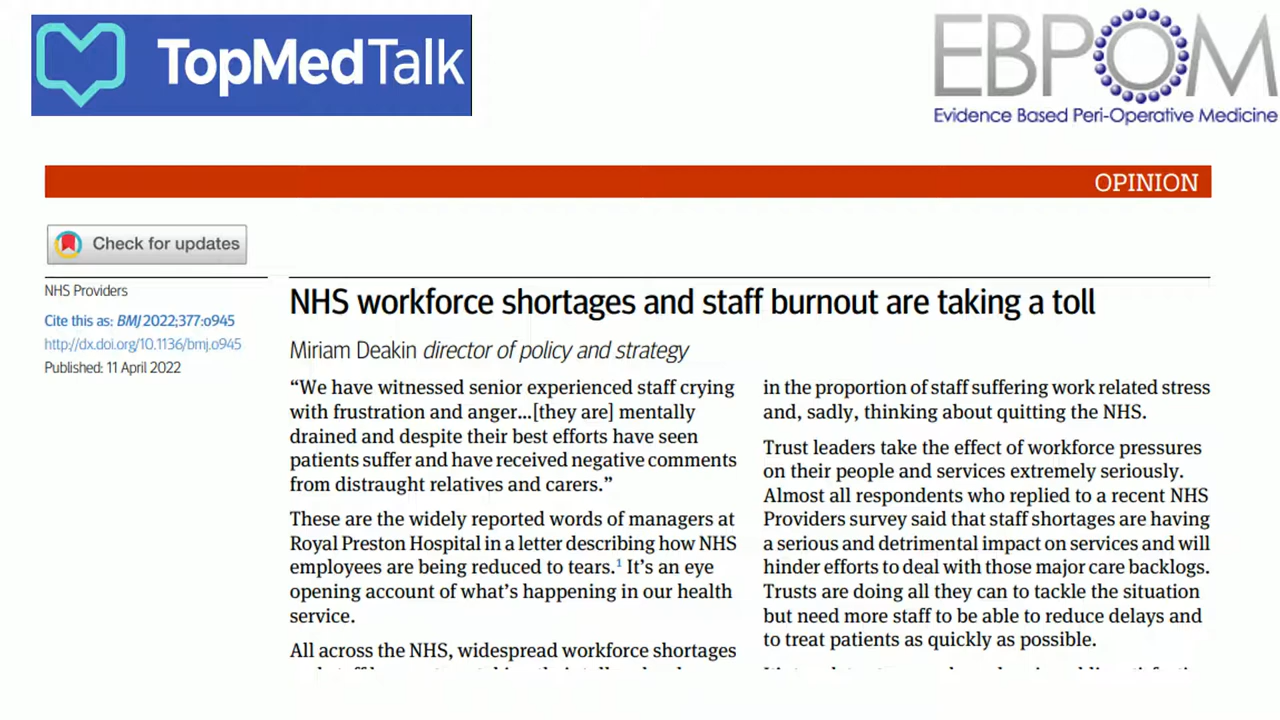 TopMedTalk
EBPOM
Evidence Based Peri-Operative Medicine
OPINION
Check for updates
NHS Providers
Cite this as: BMJ 2022;377:o945
http://dx.doi.org/10.1136/bmj.o945
Published: 11 April 2022
NHS workforce shortages and staff burnout are taking a toll
Miriam Deakin director of policy and strategy
“We have witnessed senior experienced staff crying
with frustration and anger...[they are] mentally
drained and despite their best efforts have seen
patients suffer and have received negative comments
from distraught relatives and carers.”
These are the widely reported words of managers at
Royal Preston Hospital in a letter describing how NHS
employees are being reduced to tears.1 It’s an eye
opening account of what’s happening in our health
service.
All across the NHS, widespread workforce shortages
in the proportion of staff suffering work related stress
and, sadly, thinking about quitting the NHS.
Trust leaders take the effect of workforce pressures
on their people and services extremely seriously.
Almost all respondents who replied to a recent NHS
Providers survey said that staff shortages are having
a serious and detrimental impact on services and will
hinder efforts to deal with those major care backlogs.
Trusts are doing all they can to tackle the situation
but need more staff to be able to reduce delays and
to treat patients as quickly as possible.